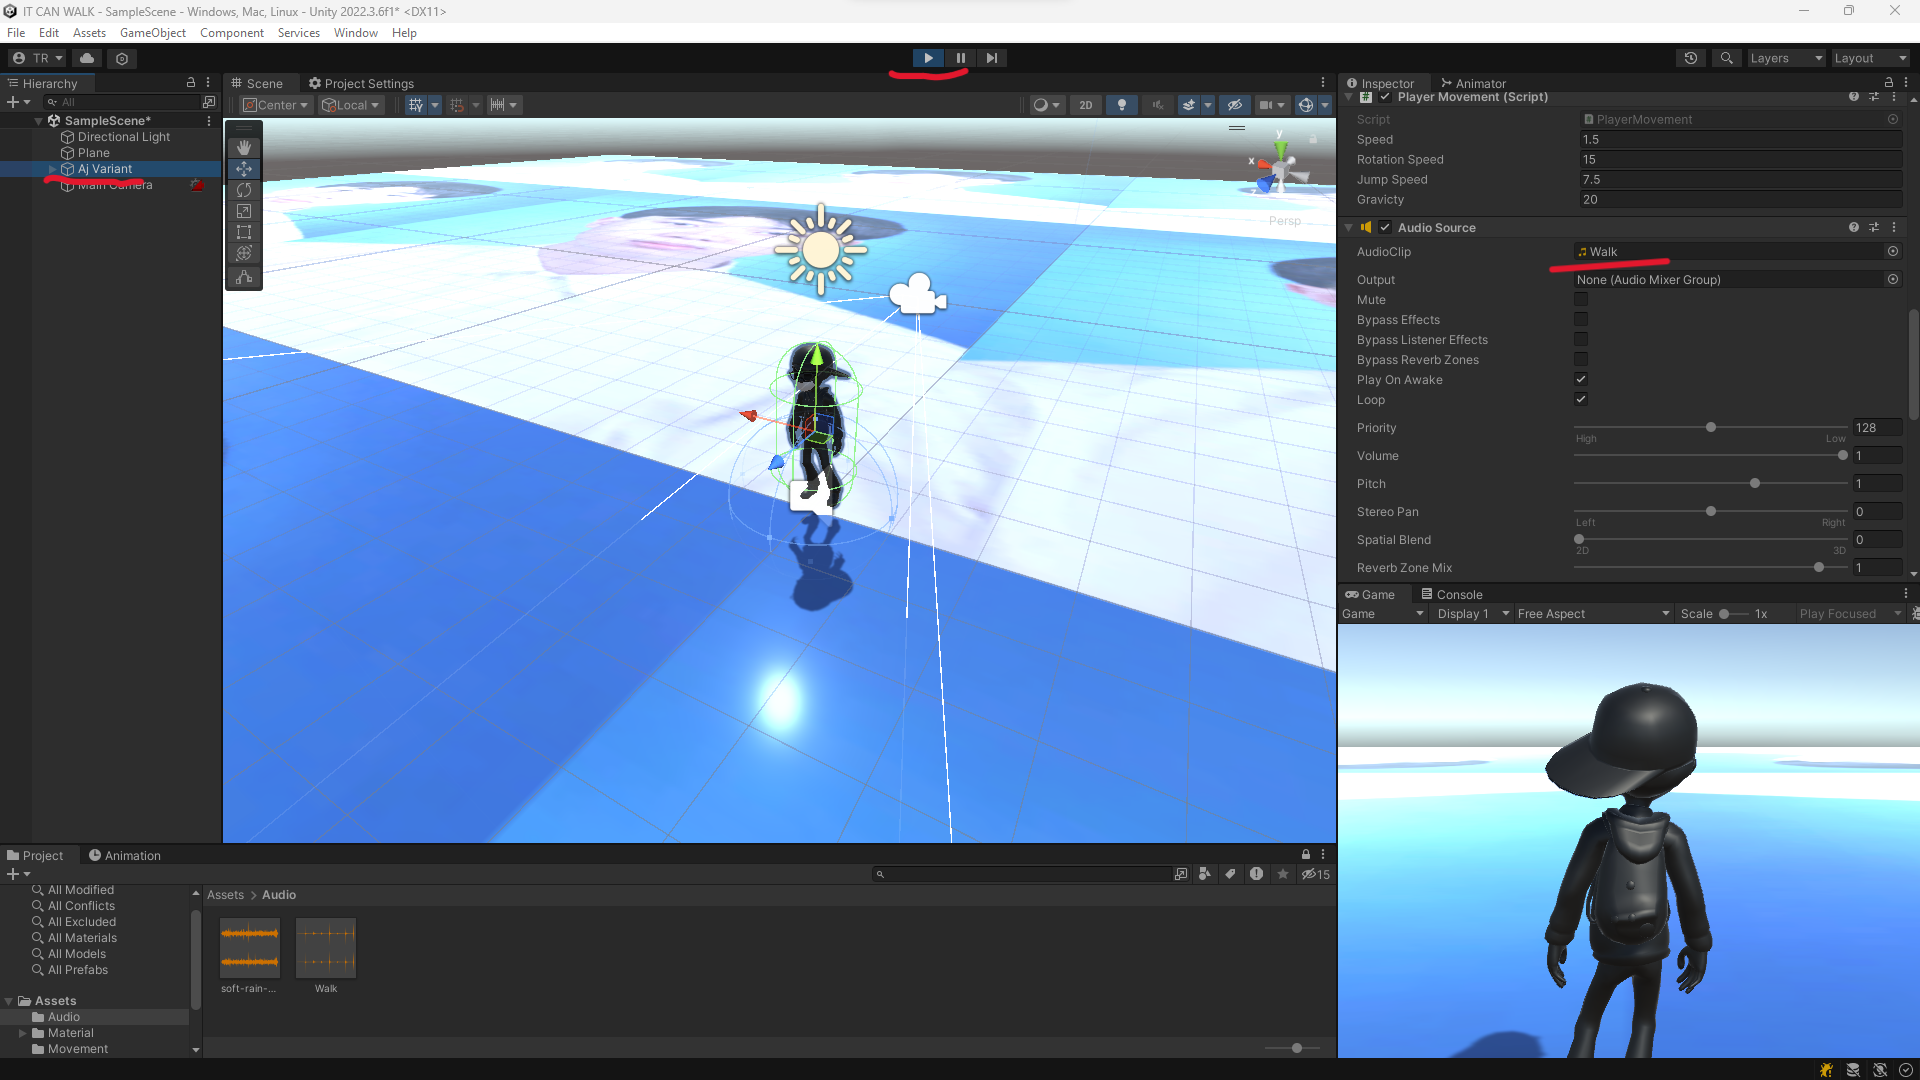 IT CAN WALK - SampleScene - Windows, Mac, Linux - Unity 2022.3.6f1* <DX11>
File Edit Assets GameObject Component Services Window Help
TR
Layers Layout
Hierarchy
Scene Project Settings
Inspector Animator
All
Center Local
2D
Player Movement (Script)
SampleScene*
Directional Light
Plane
Aj Variant
Main Camera
y
x
z
Persp
Script PlayerMovement
Speed 1.5
Rotation Speed 15
Jump Speed 7.5
Gravicty 20
Audio Source
AudioClip Walk
Output None (Audio Mixer Group)
Mute
Bypass Effects
Bypass Listener Effects
Bypass Reverb Zones
Play On Awake
Loop
Priority 128
High Low
Volume 1
Pitch 1
Stereo Pan 0
Left Right
Spatial Blend 0
2D 3D
Reverb Zone Mix 1
Game Console
Game Display 1 Free Aspect Scale 1x Play Focused
Project Animation
15
All Modified
All Conflicts
All Excluded
All Materials
All Models
All Prefabs
Assets
Audio
Material
Movement
Assets > Audio
soft-rain-...
Walk